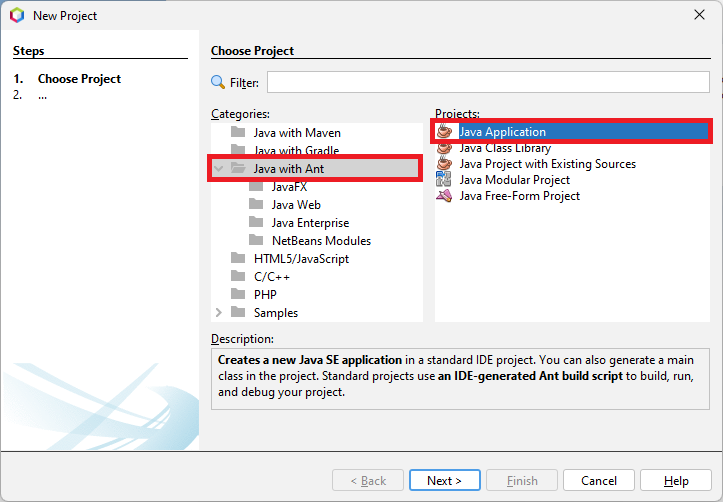 New Project
Steps
1. Choose Project
2. ...
Choose Project
Filter:
Categories:
Java with Maven
Java with Gradle
Java with Ant
JavaFX
Java Web
Java Enterprise
NetBeans Modules
HTML5/JavaScript
C/C++
PHP
Samples
Projects:
Java Application
Java Class Library
Java Project with Existing Sources
Java Modular Project
Java Free-Form Project
Description:
Creates a new Java SE application in a standard IDE project. You can also generate a main
class in the project. Standard projects use an IDE-generated Ant build script to build, run,
and debug your project.
< Back
Next >
Finish
Cancel
Help